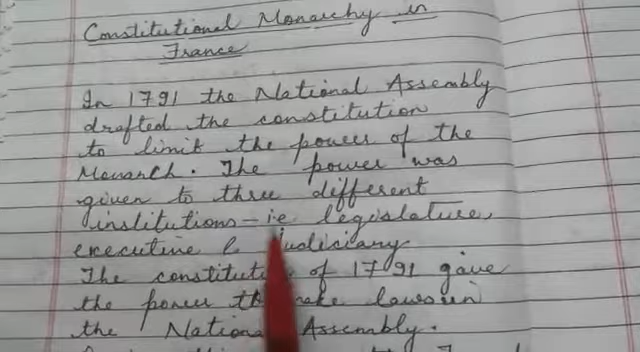 Constitutional Monarchy in
France
In 1791 the National Assembly
drafted the constitution
to limit the power of the
Monarch. The power was
given to three different
institutions - i.e legislature,
executive & judiciary
The constitution of 1791 gave
the power to make laws in
the National Assembly.